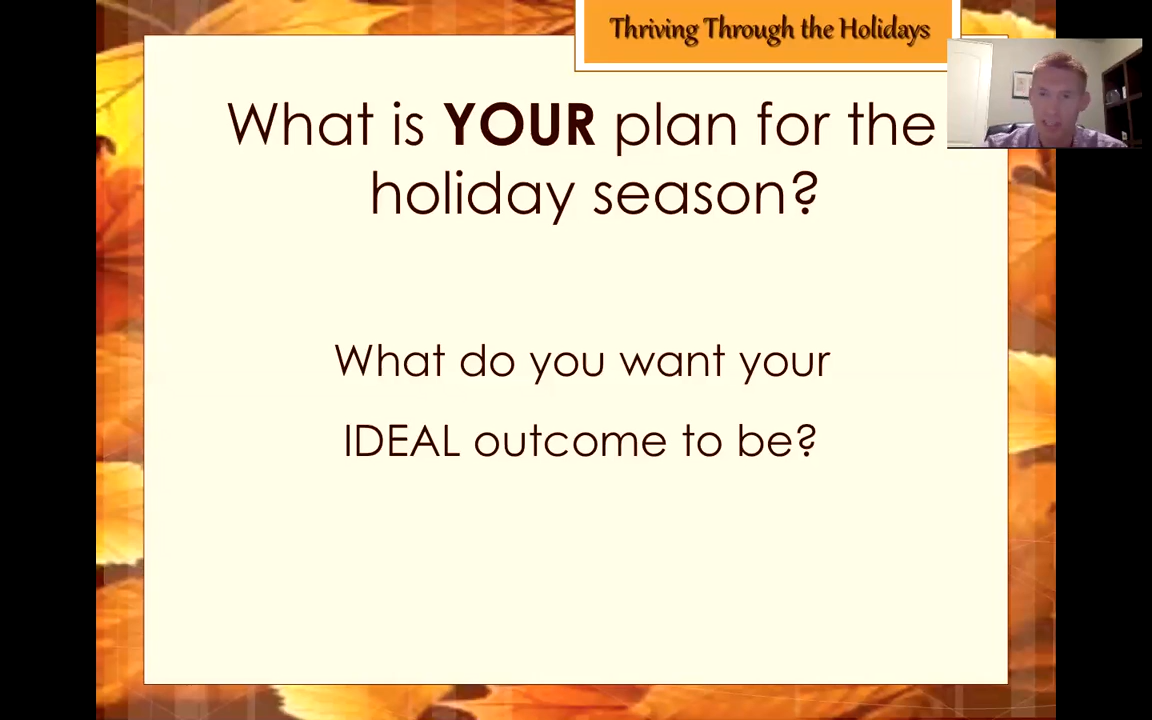 Thriving Through the Holidays
What is YOUR plan for the
holiday season?
What do you want your
IDEAL outcome to be?